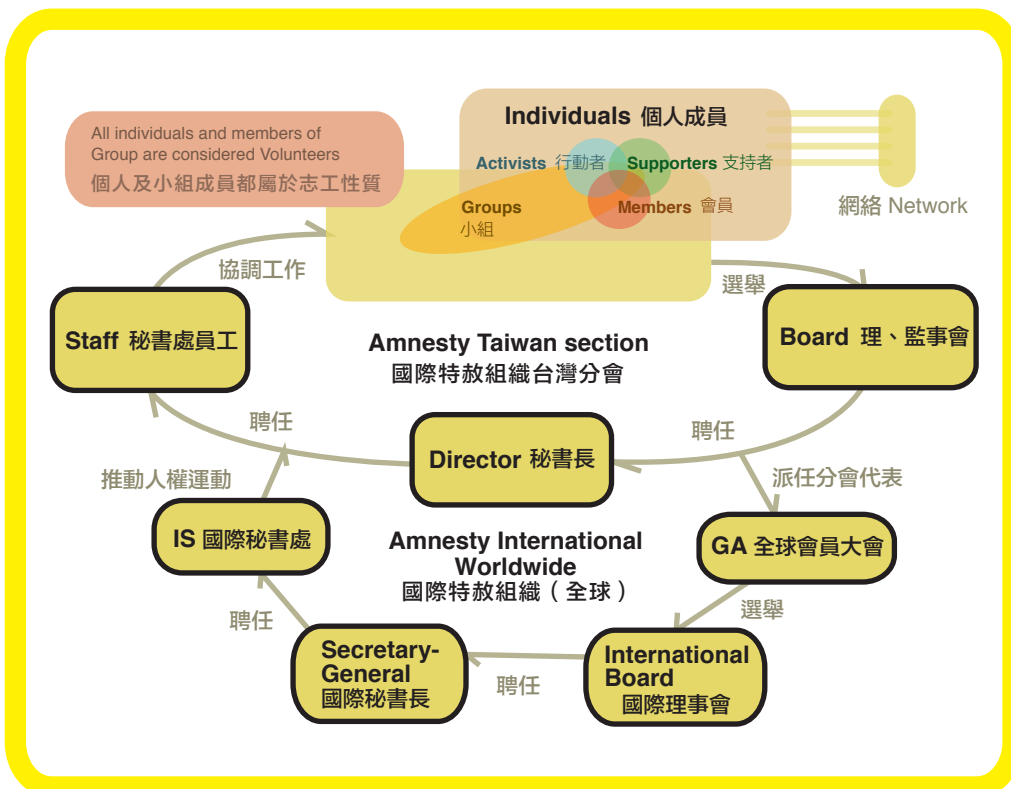 All individuals and members of
Group are considered Volunteers
個人及小組成員都屬於志工性質
Individuals 個人成員
Activists 行動者
Supporters 支持者
Groups
小組
Members 會員
網絡 Network
協調工作
選舉
Staff 秘書處員工
Amnesty Taiwan section
國際特赦組織台灣分會
Board 理、監事會
聘任
Director 秘書長
聘任
推動人權運動
派任分會代表
IS 國際秘書處
Amnesty International
Worldwide
國際特赦組織（全球）
GA 全球會員大會
聘任
選舉
Secretary-
General
國際秘書長
聘任
International
Board
國際理事會